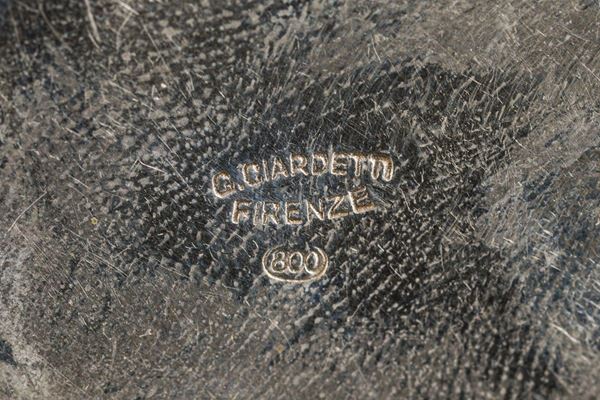 G. CIARDETTI
FIRENZE
800